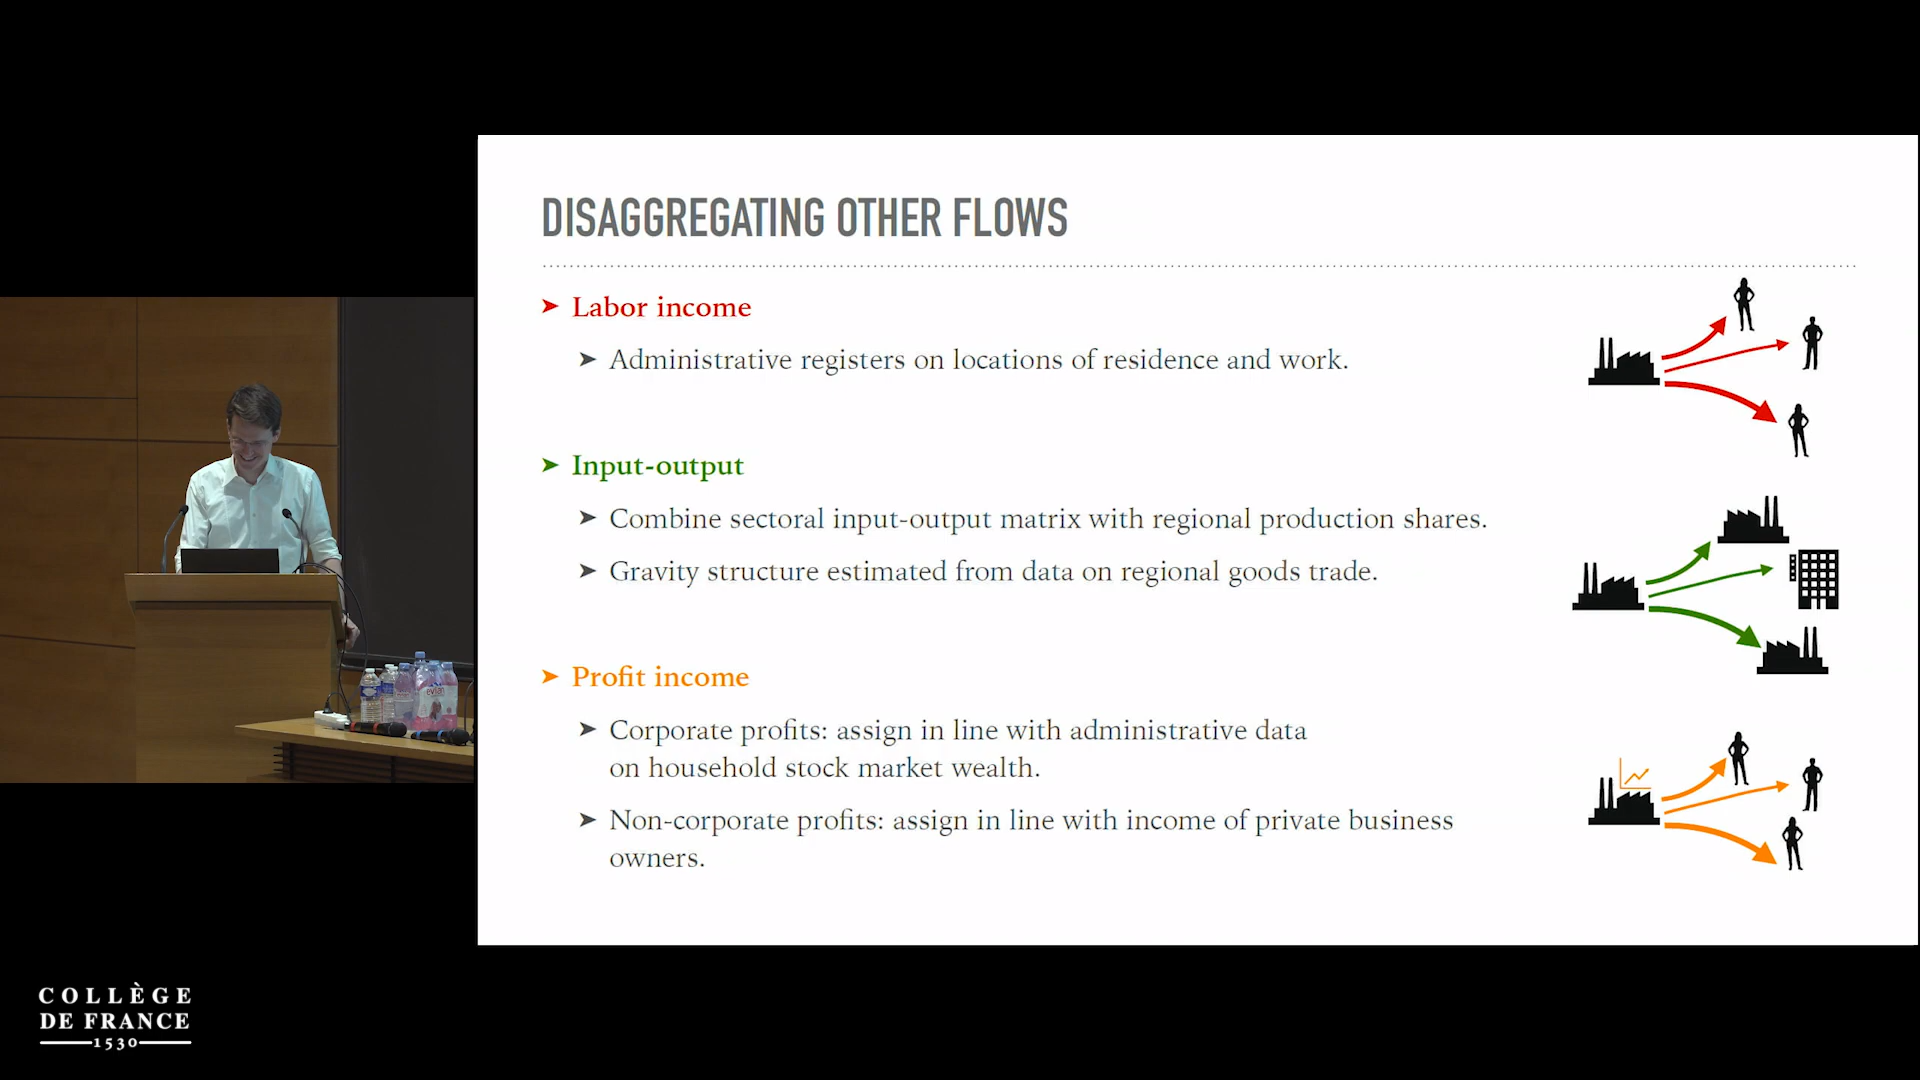 DISAGGREGATING OTHER FLOWS
➤ Labor income
➤ Administrative registers on locations of residence and work.
➤ Input-output
➤ Combine sectoral input-output matrix with regional production shares.
➤ Gravity structure estimated from data on regional goods trade.
➤ Profit income
➤ Corporate profits: assign in line with administrative data
on household stock market wealth.
➤ Non-corporate profits: assign in line with income of private business
owners.
evian
COLLÈGE
DE FRANCE
1530